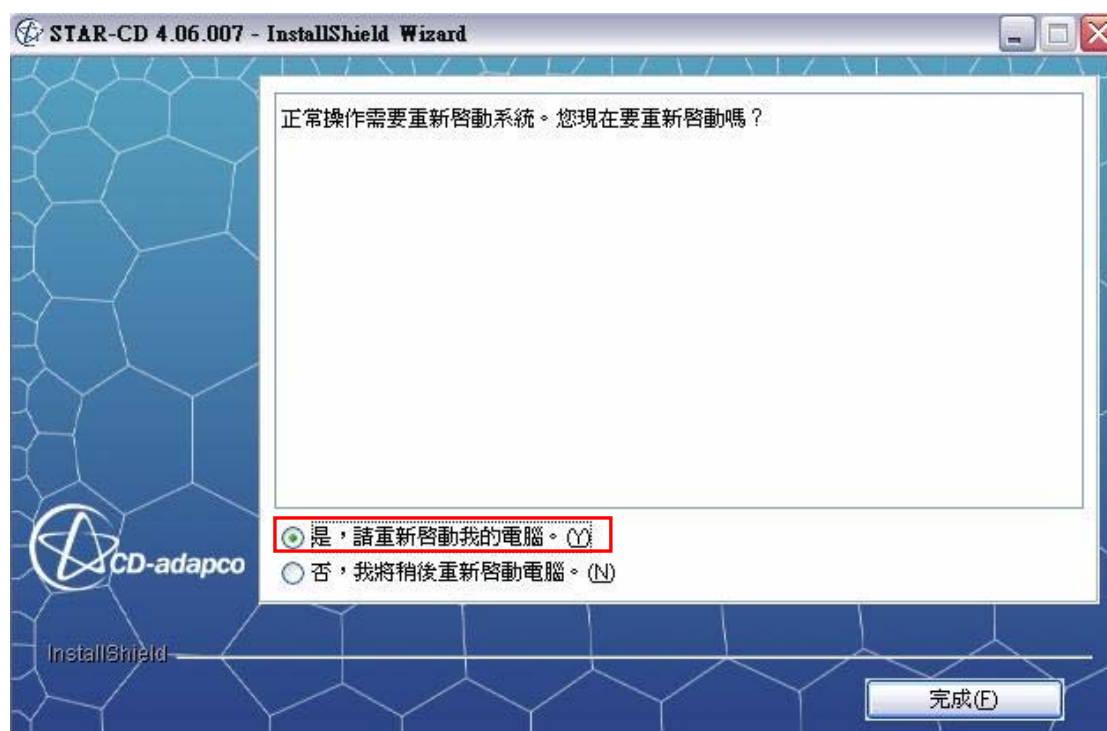 STAR-CD 4.06.007 - InstallShield Wizard
正常操作需要重新啓動系統。您現在要重新啓動嗎？
是，請重新啓動我的電腦。(Y)
否，我將稍後重新啓動電腦。(N)
CD-adapco
InstallShield
完成(F)